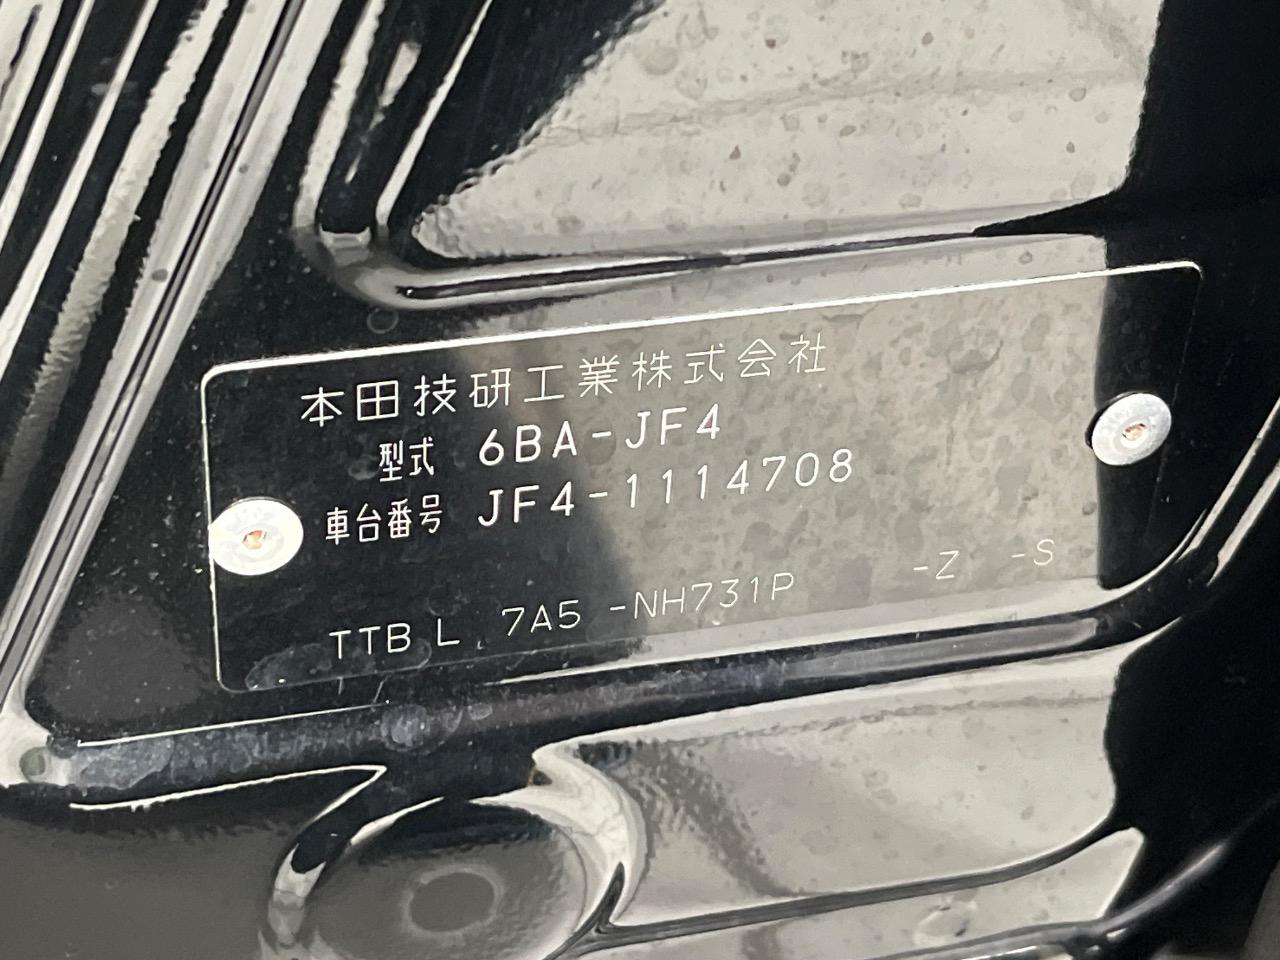 本田技研工業株式会社
型式 6BA-JF4
車台番号 JF4-1114708
TTB L 7A5 -NH731P -Z -S